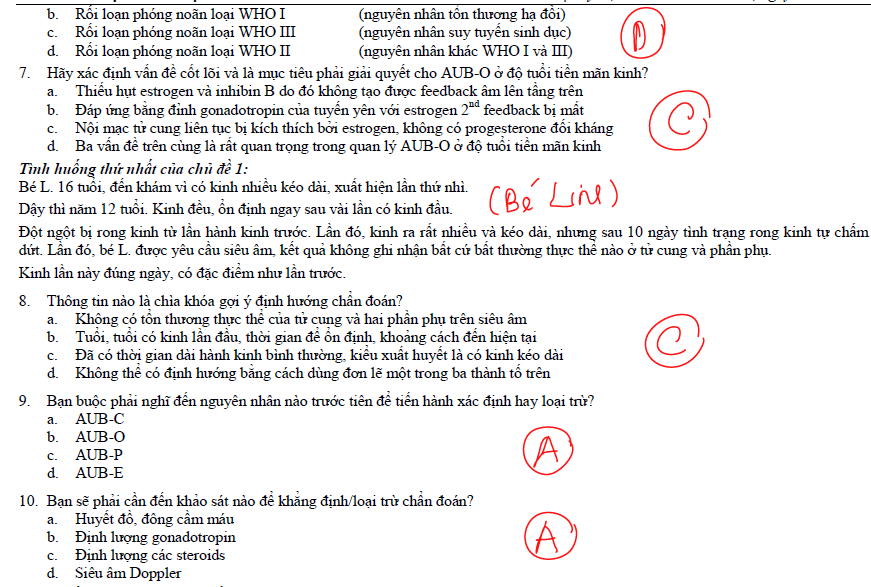 b. Rối loạn phóng noãn loại WHO I (nguyên nhân tổn thương hạ đồi)
c. Rối loạn phóng noãn loại WHO III (nguyên nhân suy tuyến sinh dục)
d. Rối loạn phóng noãn loại WHO II (nguyên nhân khác WHO I và III)
D
7. Hãy xác định vấn đề cốt lõi và là mục tiêu phải giải quyết cho AUB-O ở độ tuổi tiền mãn kinh?
a. Thiếu hụt estrogen và inhibin B do đó không tạo được feedback âm lên tầng trên
b. Đáp ứng bằng đỉnh gonadotropin của tuyến yên với estrogen 2nd feedback bị mất
c. Nội mạc tử cung liên tục bị kích thích bởi estrogen, không có progesterone đối kháng
d. Ba vấn đề trên cùng là rất quan trọng trong quan lý AUB-O ở độ tuổi tiền mãn kinh
C
Tình huống thứ nhất của chủ đề 1:
Bé L. 16 tuổi, đến khám vì có kinh nhiều kéo dài, xuất hiện lần thứ nhì.
(Bé Line)
Dậy thì năm 12 tuổi. Kinh đều, ổn định ngay sau vài lần có kinh đầu.
Đột ngột bị rong kinh từ lần hành kinh trước. Lần đó, kinh ra rất nhiều và kéo dài, nhưng sau 10 ngày tình trạng rong kinh tự chấm
dứt. Lần đó, bé L. được yêu cầu siêu âm, kết quả không ghi nhận bất cứ bất thường thực thể nào ở tử cung và phần phụ.
Kinh lần này đúng ngày, có đặc điểm như lần trước.
8. Thông tin nào là chìa khóa gợi ý định hướng chẩn đoán?
a. Không có tổn thương thực thể của tử cung và hai phần phụ trên siêu âm
b. Tuổi, tuổi có kinh lần đầu, thời gian để ổn định, khoảng cách đến hiện tại
c. Đã có thời gian dài hành kinh bình thường, kiểu xuất huyết là có kinh kéo dài
d. Không thể có định hướng bằng cách dùng đơn lẻ một trong ba thành tố trên
C
9. Bạn buộc phải nghĩ đến nguyên nhân nào trước tiên để tiến hành xác định hay loại trừ?
a. AUB-C
b. AUB-O
c. AUB-P
d. AUB-E
A
10. Bạn sẽ phải cần đến khảo sát nào để khẳng định/loại trừ chẩn đoán?
a. Huyết đồ, đông cầm máu
b. Định lượng gonadotropin
c. Định lượng các steroids
d. Siêu âm Doppler
A